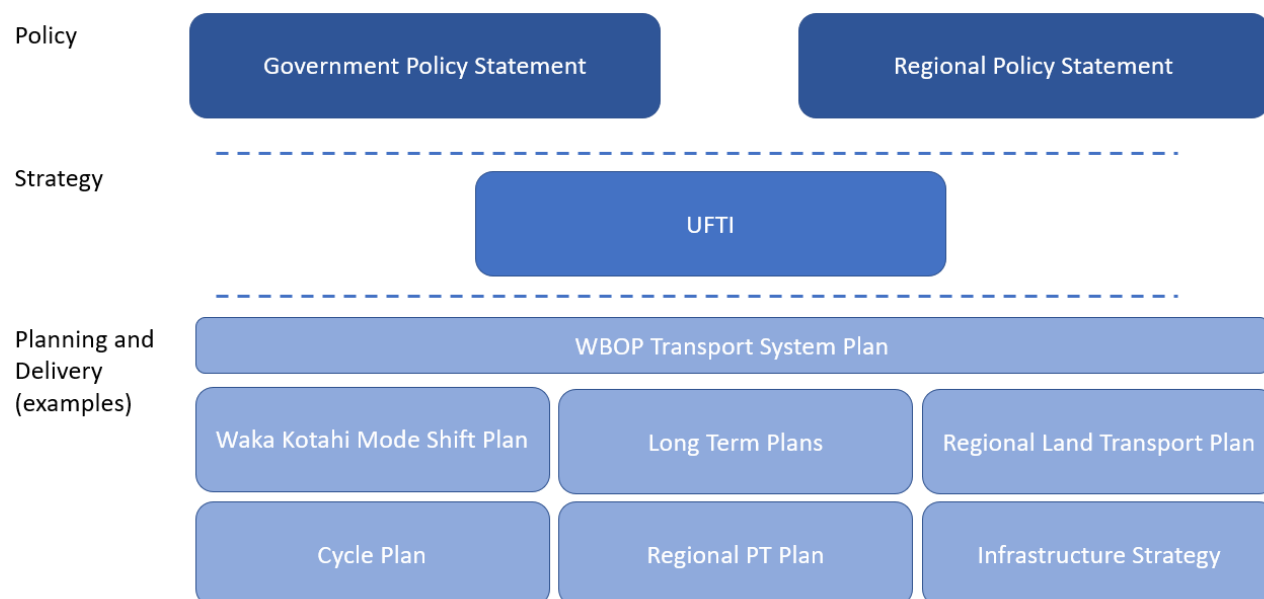 Policy
Government Policy Statement
Regional Policy Statement
Strategy
UFTI
Planning and
Delivery
(examples)
WBOP Transport System Plan
Waka Kotahi Mode Shift Plan
Long Term Plans
Regional Land Transport Plan
Cycle Plan
Regional PT Plan
Infrastructure Strategy